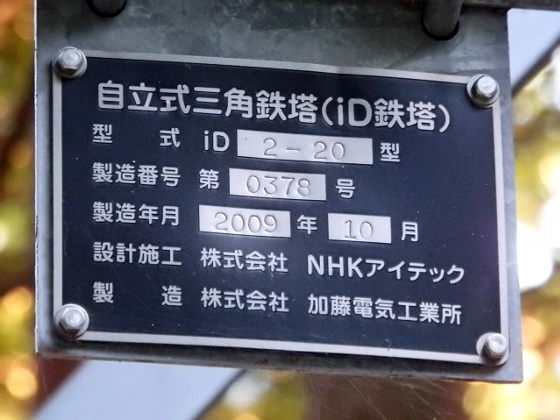 自立式三角鉄塔(iD鉄塔)
型 式 iD 2-20 型
製造番号 第 0378 号
製造年月 2009 年 10 月
設計施工 株式会社 NHKアイテック
製 造 株式会社 加藤電気工業所